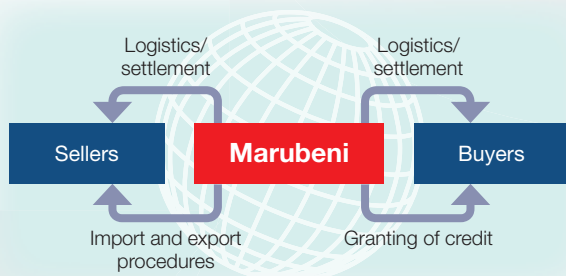 Logistics/
settlement
Logistics/
settlement
Sellers
Marubeni
Buyers
Import and export
procedures
Granting of credit